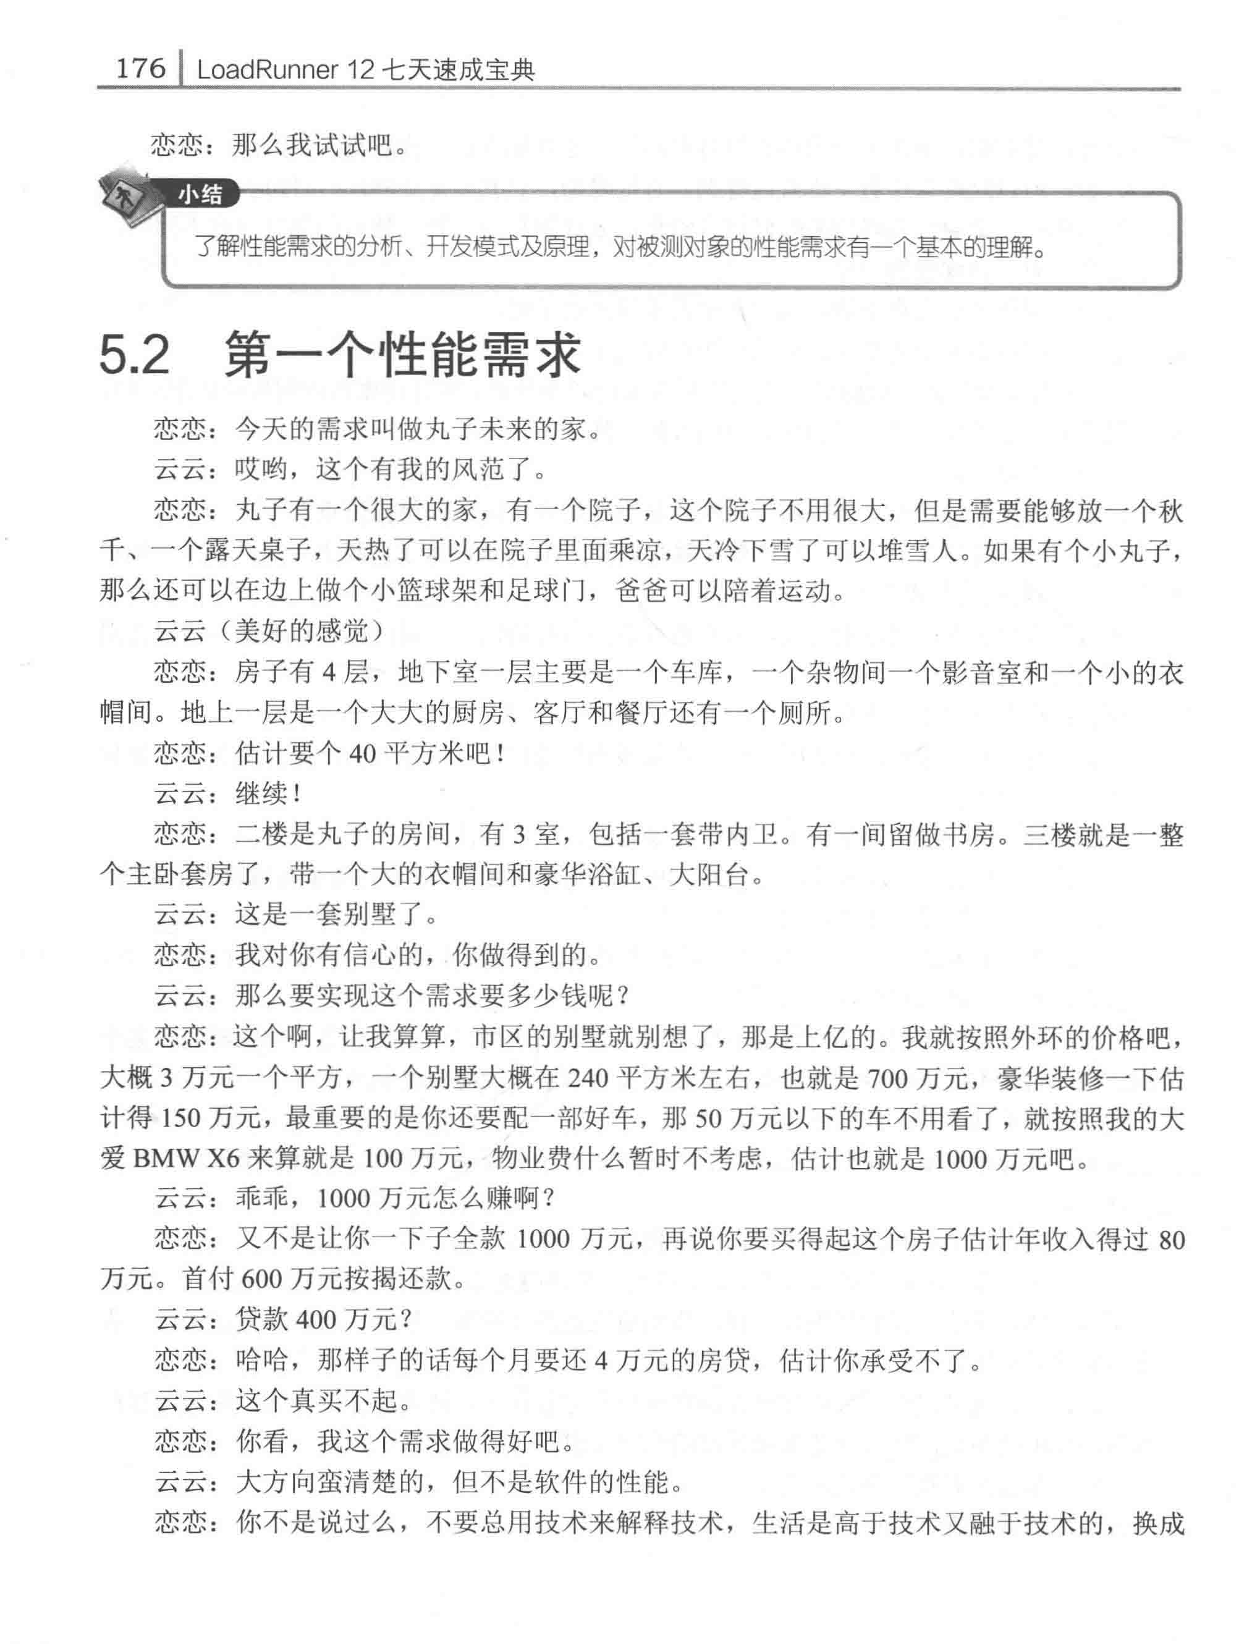 176 LoadRunner 12 七天速成宝典
恋恋：那么我试试吧。
小结
了解性能需求的分析、开发模式及原理，对被测对象的性能需求有一个基本的理解。
5.2 第一个性能需求
恋恋：今天的需求叫做丸子未来的家。
云云：哎哟，这个有我的风范了。
恋恋：丸子有一个很大的家，有一个院子，这个院子不用很大，但是需要能够放一个秋
千、一个露天桌子，天热了可以在院子里面乘凉，天冷下雪了可以堆雪人。如果有个小丸子，
那么还可以在边上做个小篮球架和足球门，爸爸可以陪着运动。
云云（美好的感觉）
恋恋：房子有 4 层，地下室一层主要是一个车库，一个杂物间一个影音室和一个小的衣
帽间。地上一层是一个大大的厨房、客厅和餐厅还有一个厕所。
恋恋：估计要个 40 平方米吧！
云云：继续！
恋恋：二楼是丸子的房间，有 3 室，包括一套带内卫。有一间留做书房。三楼就是一整
个主卧套房了，带一个大的衣帽间和豪华浴缸、大阳台。
云云：这是一套别墅了。
恋恋：我对你有信心的，你做得到的。
云云：那么要实现这个需求要多少钱呢？
恋恋：这个啊，让我算算，市区的别墅就别想了，那是上亿的。我就按照外环的价格吧，
大概 3 万元一个平方，一个别墅大概在 240 平方米左右，也就是 700 万元，豪华装修一下估
计得 150 万元，最重要的是你还要配一部好车，那 50 万元以下的车不用看了，就按照我的大
爱 BMW X6 来算就是 100 万元，物业费什么暂时不考虑，估计也就是 1000 万元吧。
云云：乖乖，1000 万元怎么赚啊？
恋恋：又不是让你一下子全款 1000 万元，再说你要买得起这个房子估计年收入得过 80
万元。首付 600 万元按揭还款。
云云：贷款 400 万元？
恋恋：哈哈，那样子的话每个月要还 4 万元的房贷，估计你承受不了。
云云：这个真买不起。
恋恋：你看，我这个需求做得好吧。
云云：大方向蛮清楚的，但不是软件的性能。
恋恋：你不是说过么，不要总用技术来解释技术，生活是高于技术又融于技术的，换成